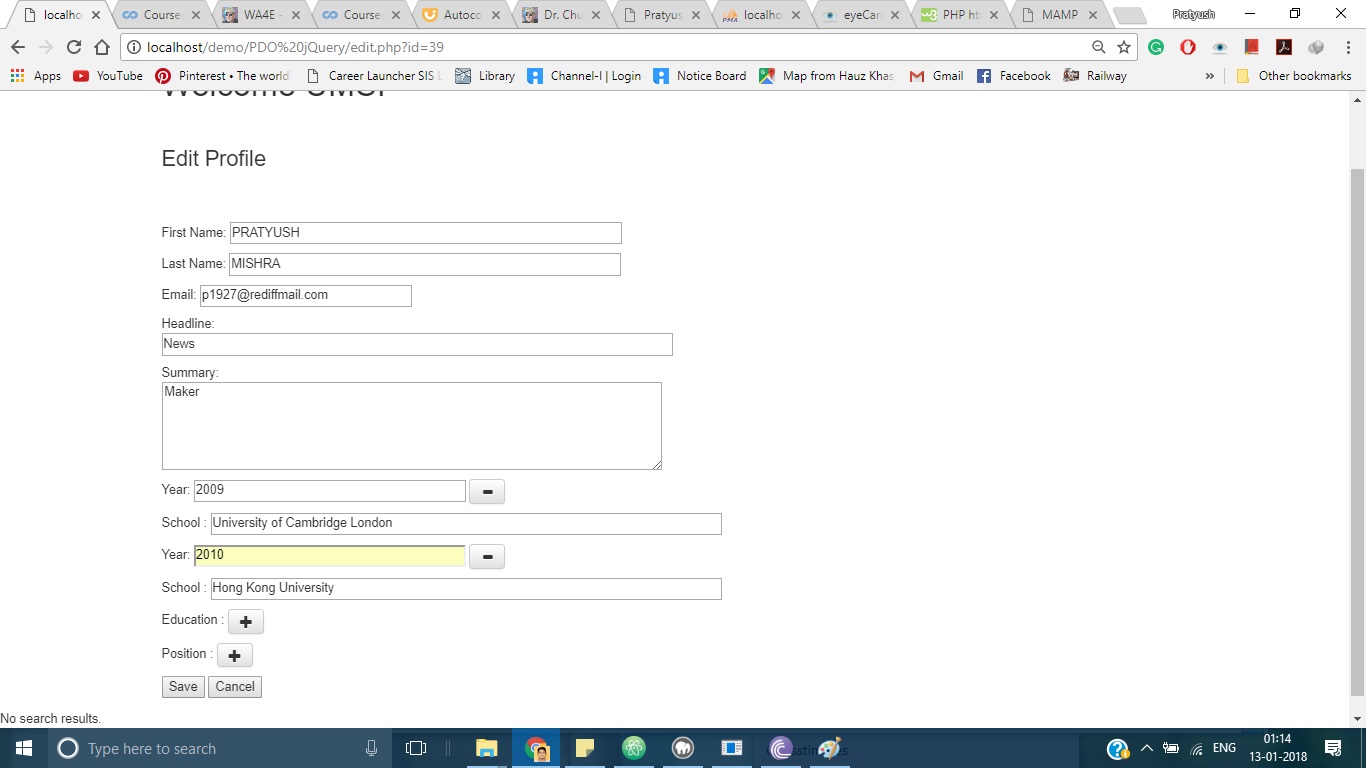 localho Course WA4E - Course Autoco Dr. Chu Pratyus localho eyeCar PHP ht MAMP Pratyush
localhost/demo/PDO%20jQuery/edit.php?id=39
Apps YouTube Pinterest • The world Career Launcher SIS L Library Channel-I | Login Notice Board Map from Hauz Khas Gmail Facebook Railway » Other bookmarks
Edit Profile
First Name: PRATYUSH
Last Name: MISHRA
Email: p1927@rediffmail.com
Headline:
News
Summary:
Maker
Year: 2009 -
School : University of Cambridge London
Year: 2010 -
School : Hong Kong University
Education : +
Position : +
Save Cancel
No search results.
Type here to search ENG 01:14
13-01-2018